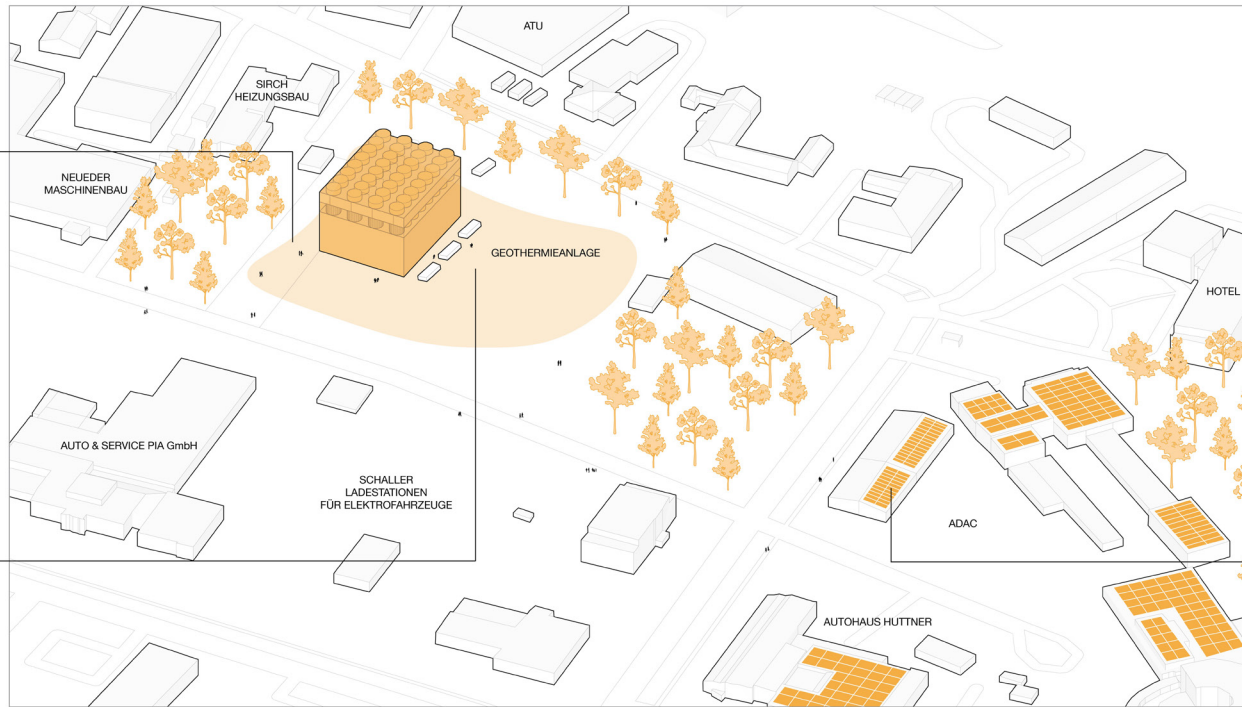 ATU
SIRCH
HEIZUNGSBAU
NEUEDER
MASCHINENBAU
GEOTHERMIEANLAGE
HOTEL
AUTO & SERVICE PIA GmbH
SCHALLER
LADESTATIONEN
FÜR ELEKTROFAHRZEUGE
ADAC
AUTOHAUS HUTTNER